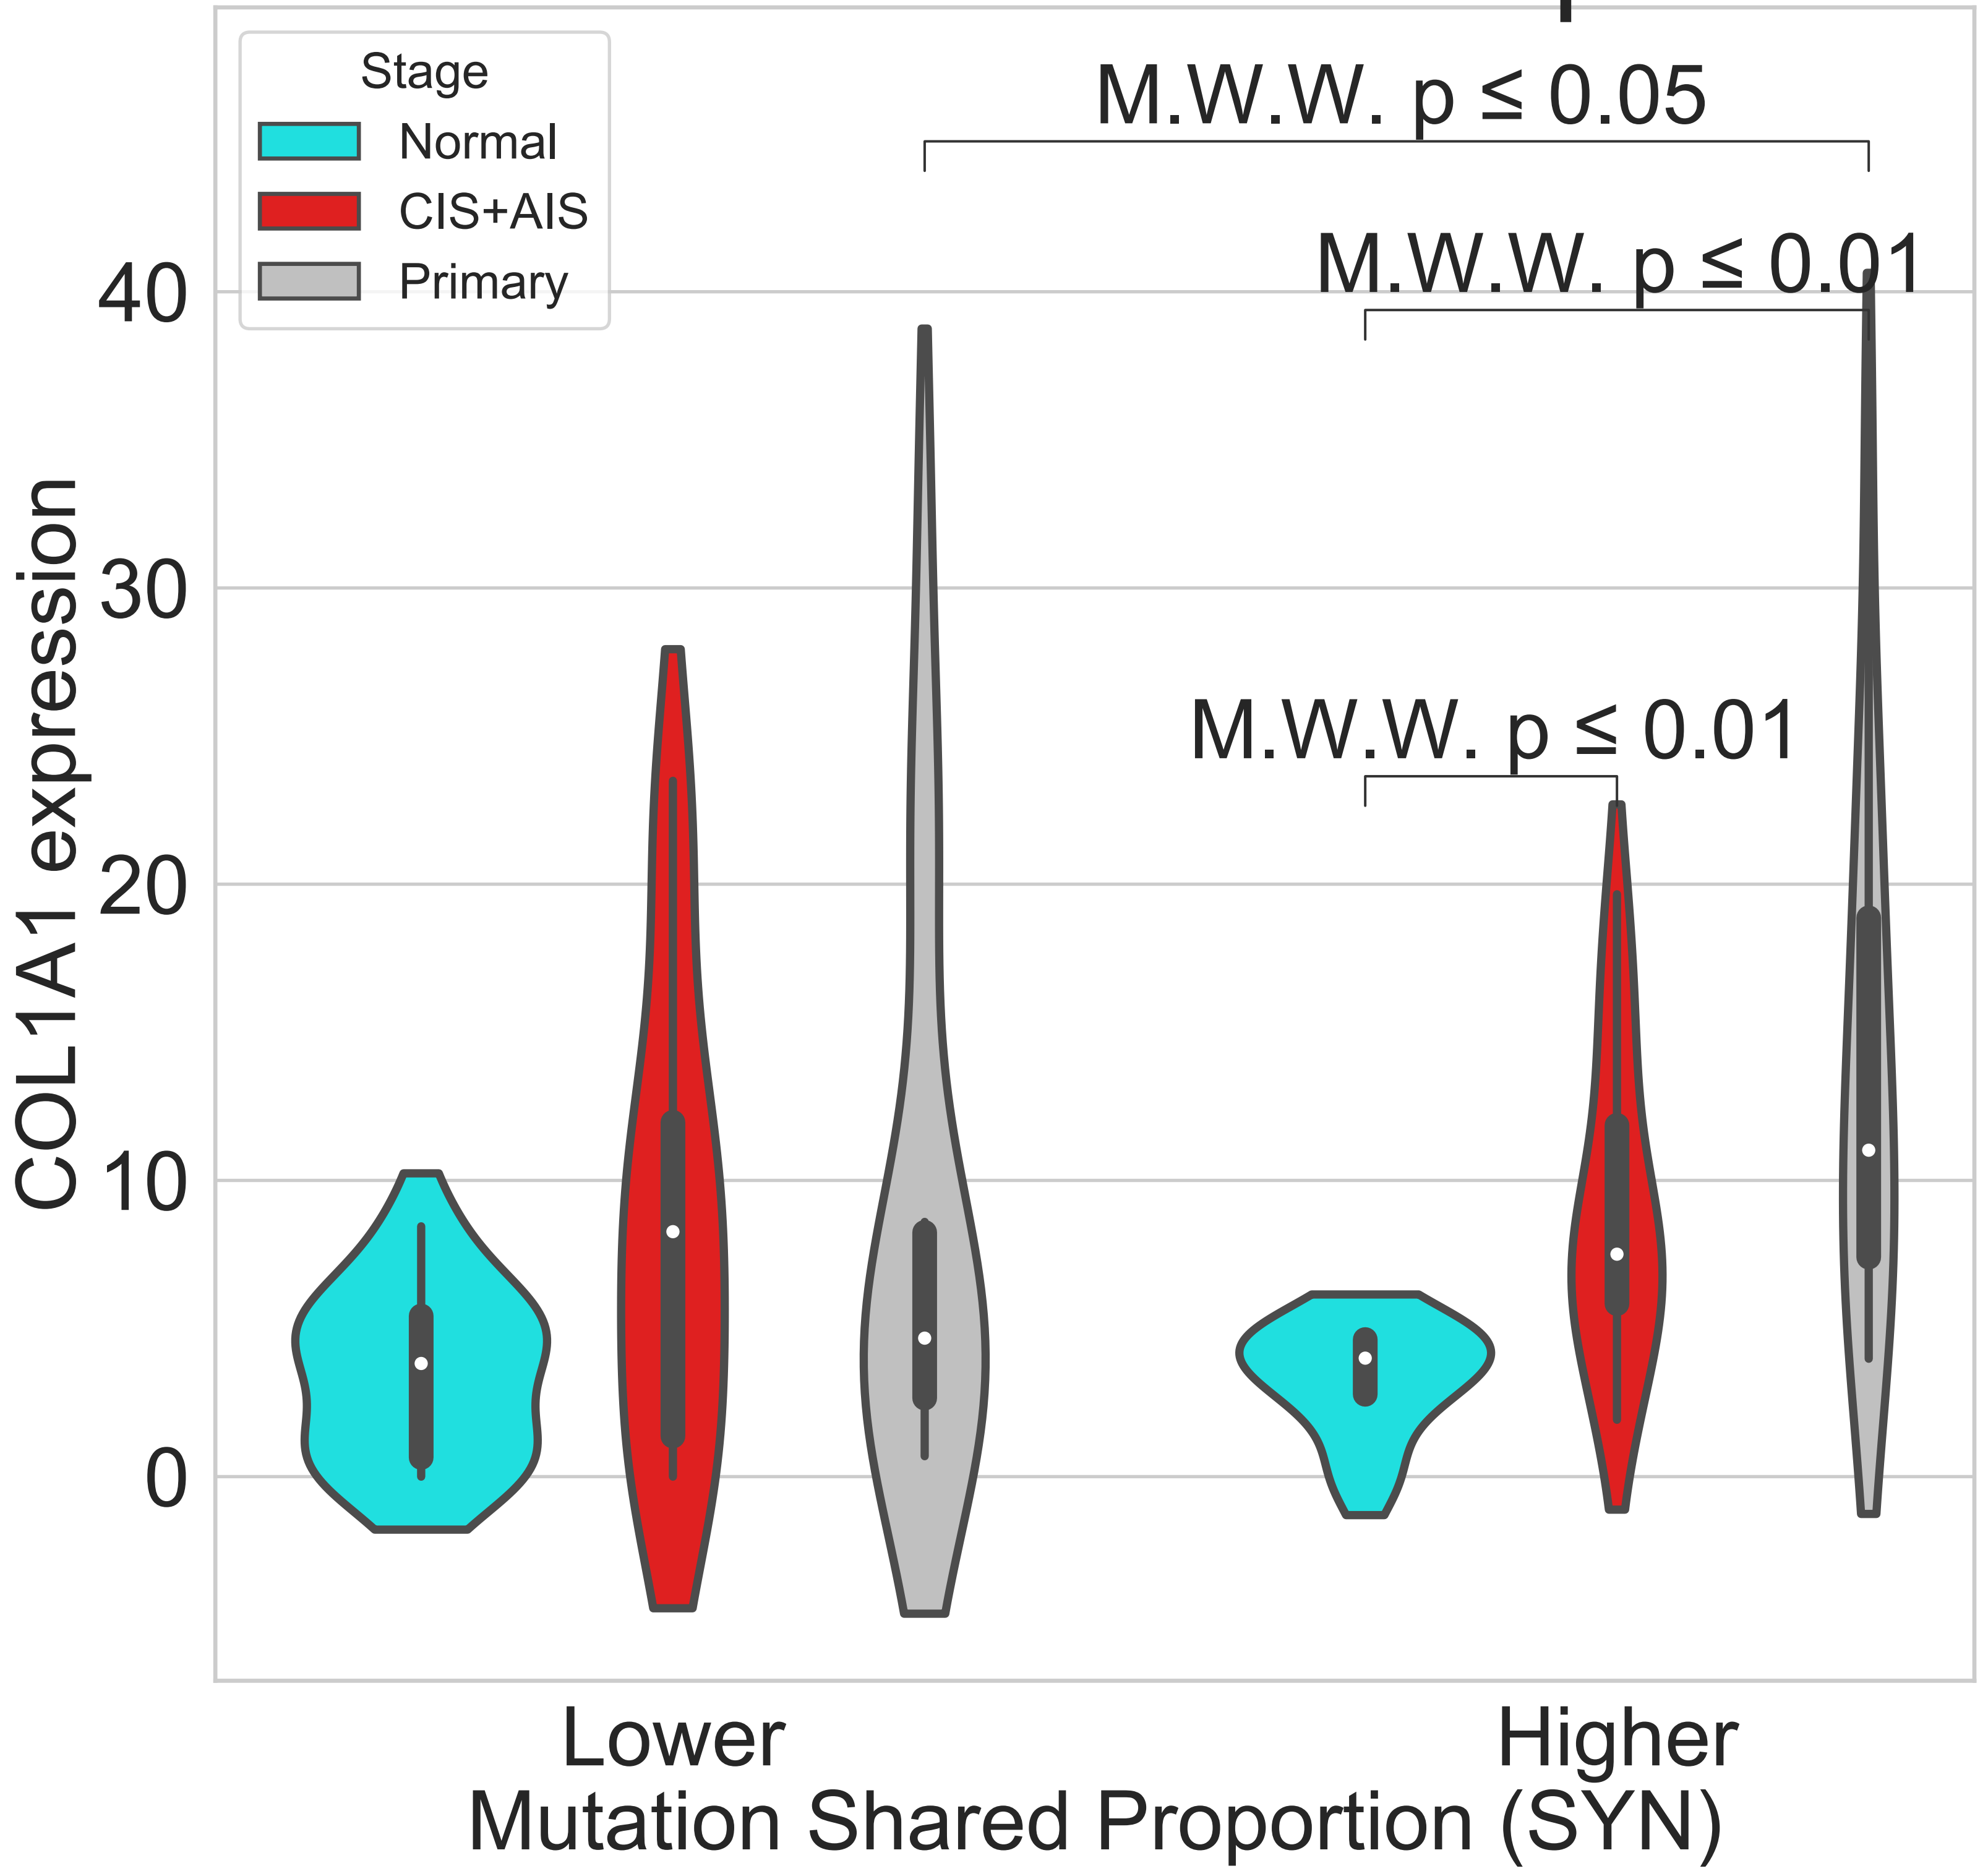 Stage
Normal
CIS+AIS
Primary
M.W.W. p ≤ 0.05
M.W.W. p ≤ 0.01
M.W.W. p ≤ 0.01
COL1A1 expression
40
30
20
10
0
Lower
Higher
Mutation Shared Proportion (SYN)